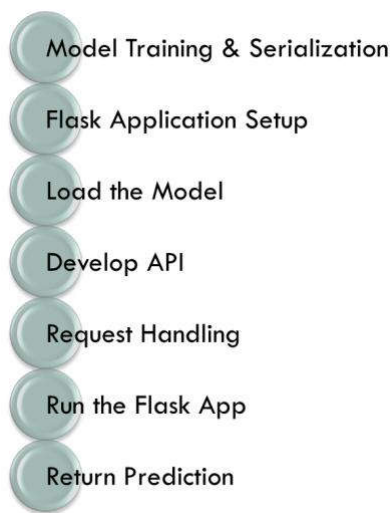 Model Training & Serialization
Flask Application Setup
Load the Model
Develop API
Request Handling
Run the Flask App
Return Prediction